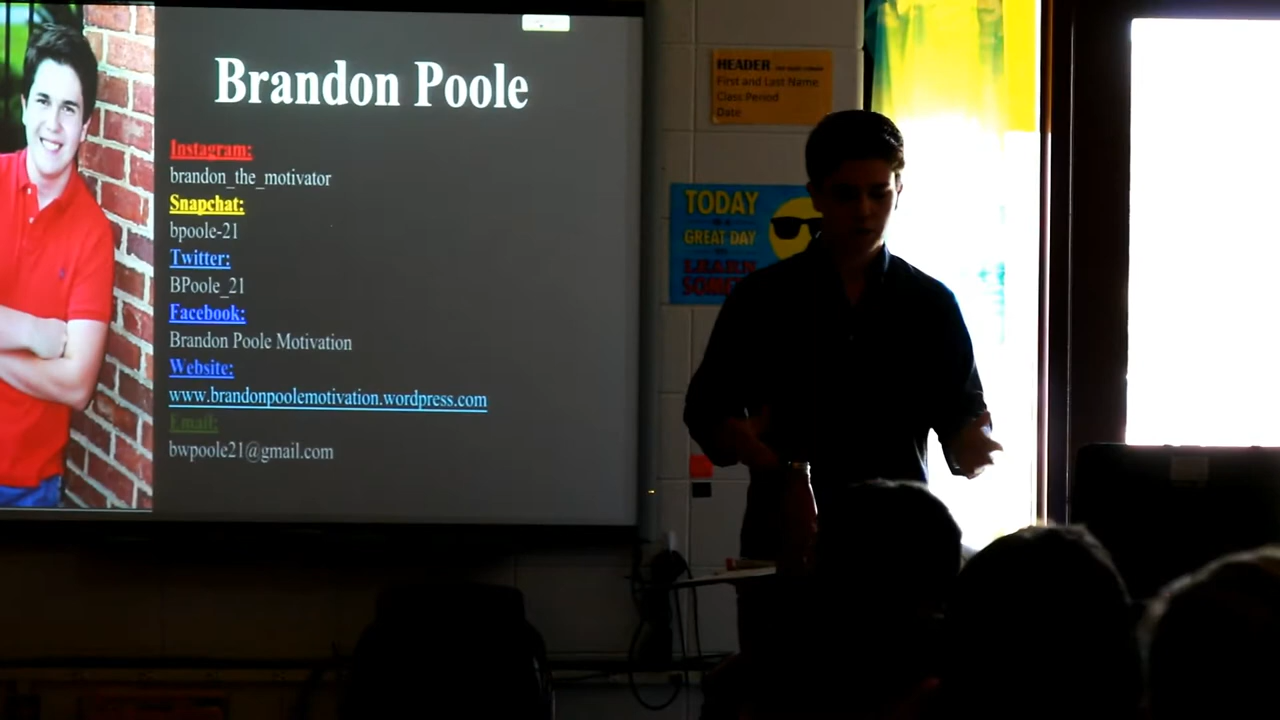 Brandon Poole
Instagram:
brandon_the_motivator
Snapchat:
bpoole-21
Twitter:
BPoole_21
Facebook:
Brandon Poole Motivation
Website:
www.brandonpoolemotivation.wordpress.com
Email:
bwpoole21@gmail.com
HEADER
First and Last Name
Class Period
Date
TODAY
GREAT DAY
LEARN